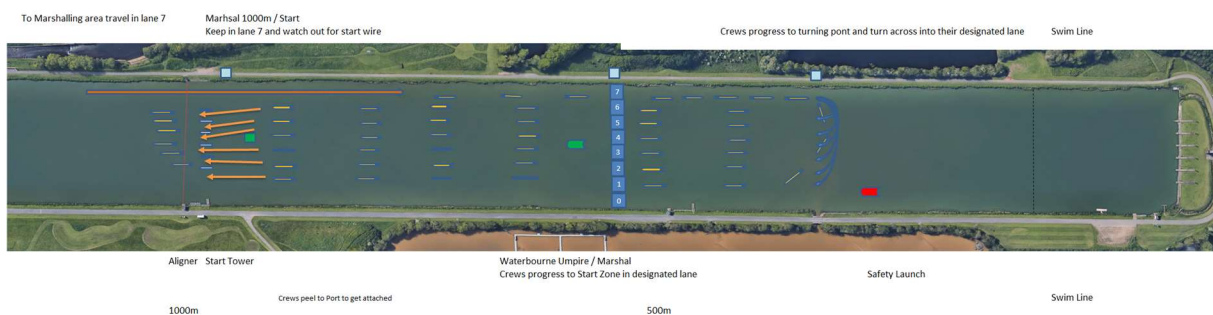 To Marshalling area travel in lane 7
Marhsal 1000m / Start
Keep in lane 7 and watch out for start wire
Crews progress to turning pont and turn across into their designated lane
Swim Line
7
6
5
4
3
2
1
0
Aligner
Start Tower
Waterbourne Umpire / Marshal
Crews progress to Start Zone in designated lane
Safety Launch
Crews peel to Port to get attached
Swim Line
1000m
500m